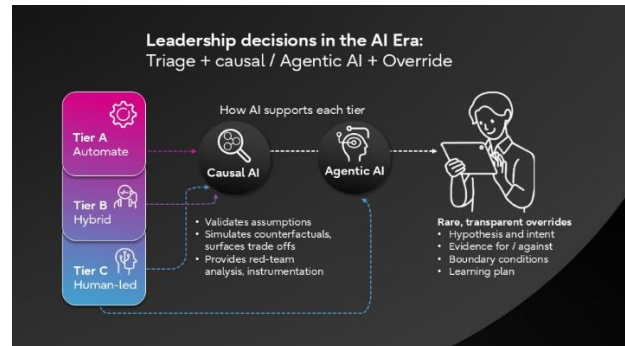 Leadership decisions in the AI Era:
Triage + causal / Agentic AI + Override
How AI supports each tier
Tier A
Automate
Tier B
Hybrid
Tier C
Human-led
Causal AI
Agentic AI
• Validates assumptions
• Simulates counterfactuals,
surfaces trade offs
• Provides red-team
analysis, instrumentation
Rare, transparent overrides
• Hypothesis and intent
• Evidence for / against
• Boundary conditions
• Learning plan